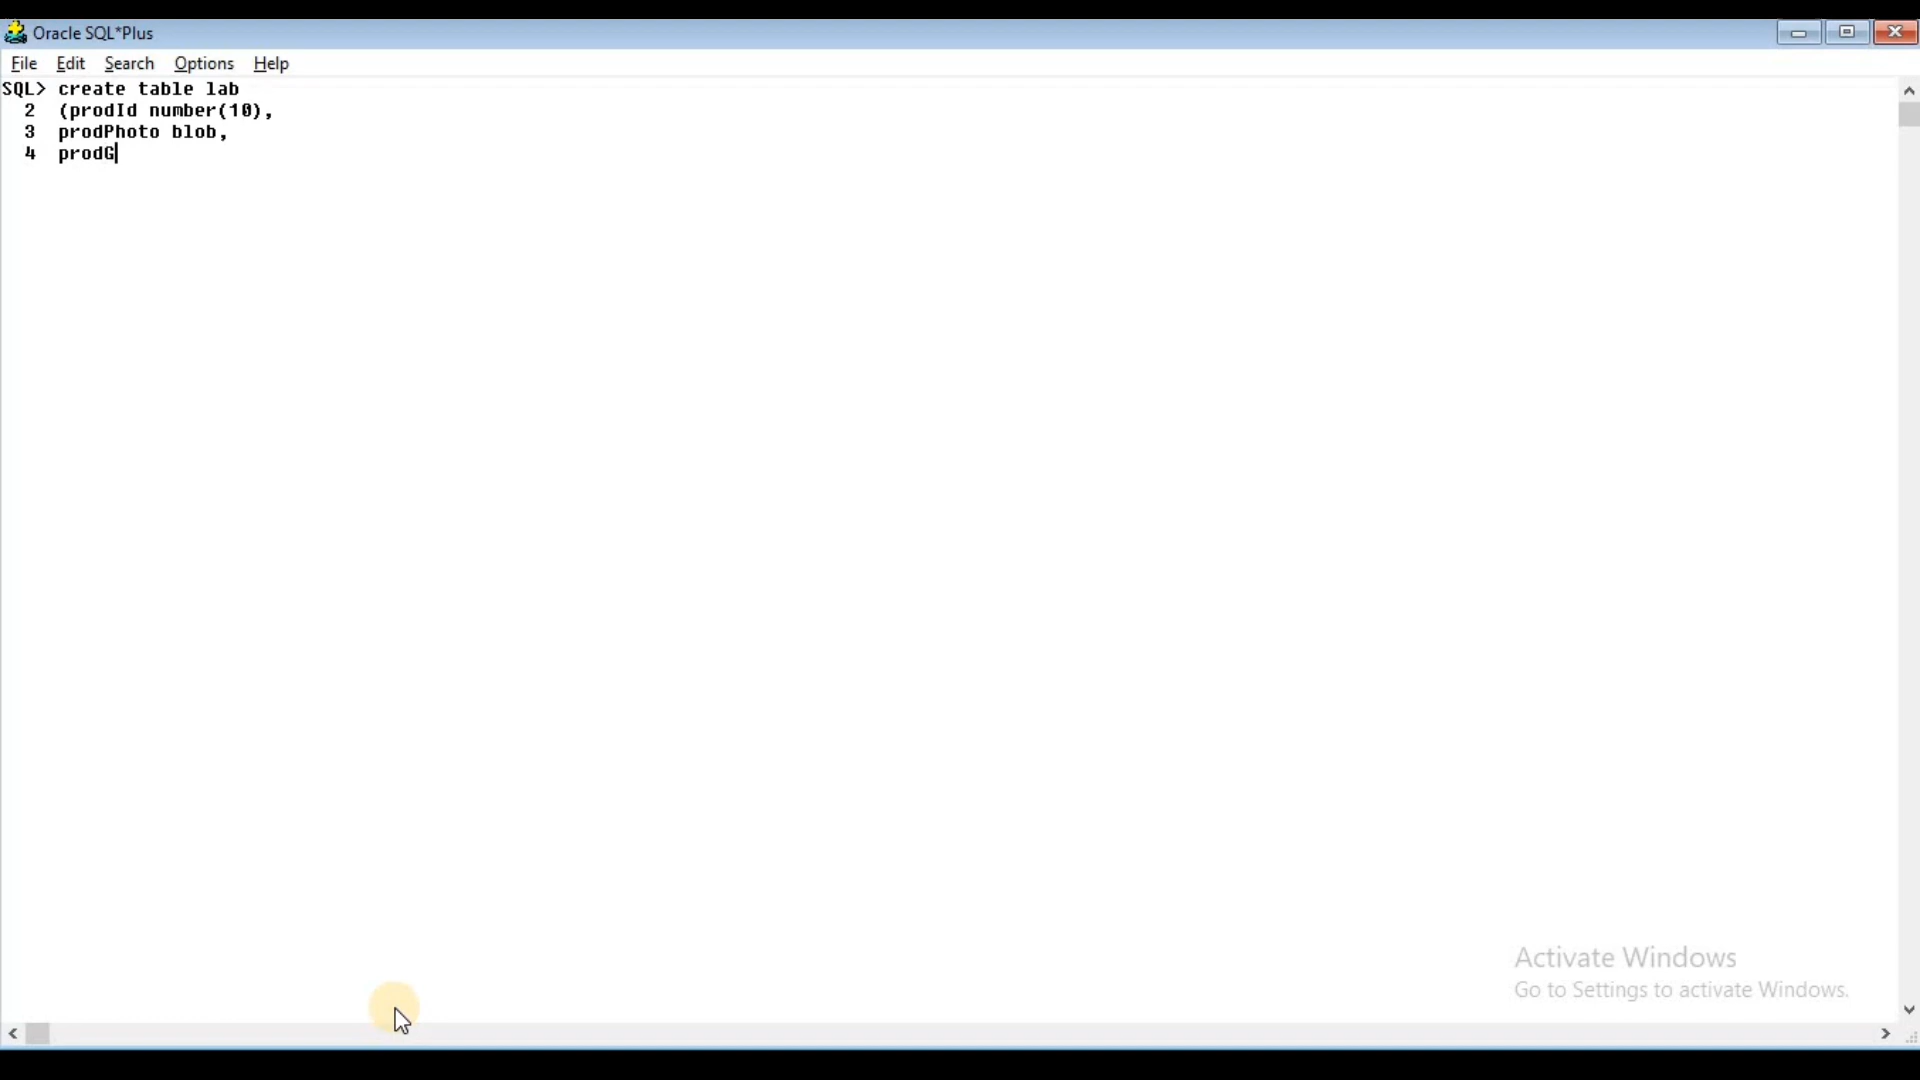 Oracle SQL*Plus
File Edit Search Options Help
SQL> create table lab
2 (prodId number(10),
3 prodPhoto blob,
4 prodG
Activate Windows
Go to Settings to activate Windows.